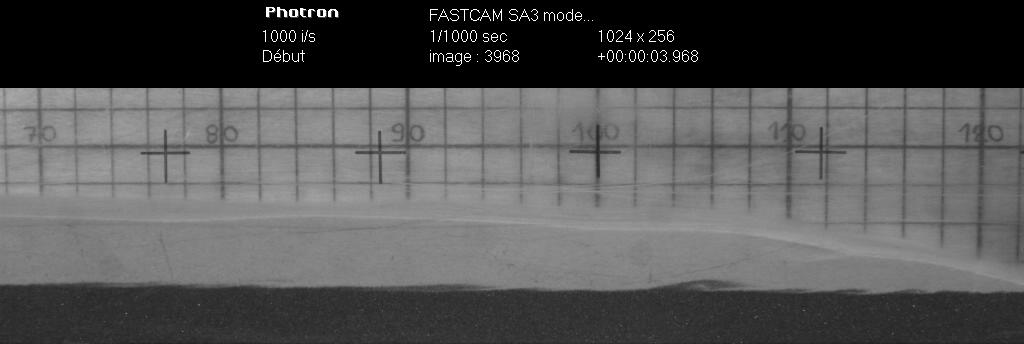 Photron FASTCAM SA3 mode...
1000 i/s 1/1000 sec 1024 x 256
Début image : 3968 +00:00:03.968
70 80 90 100 110 120